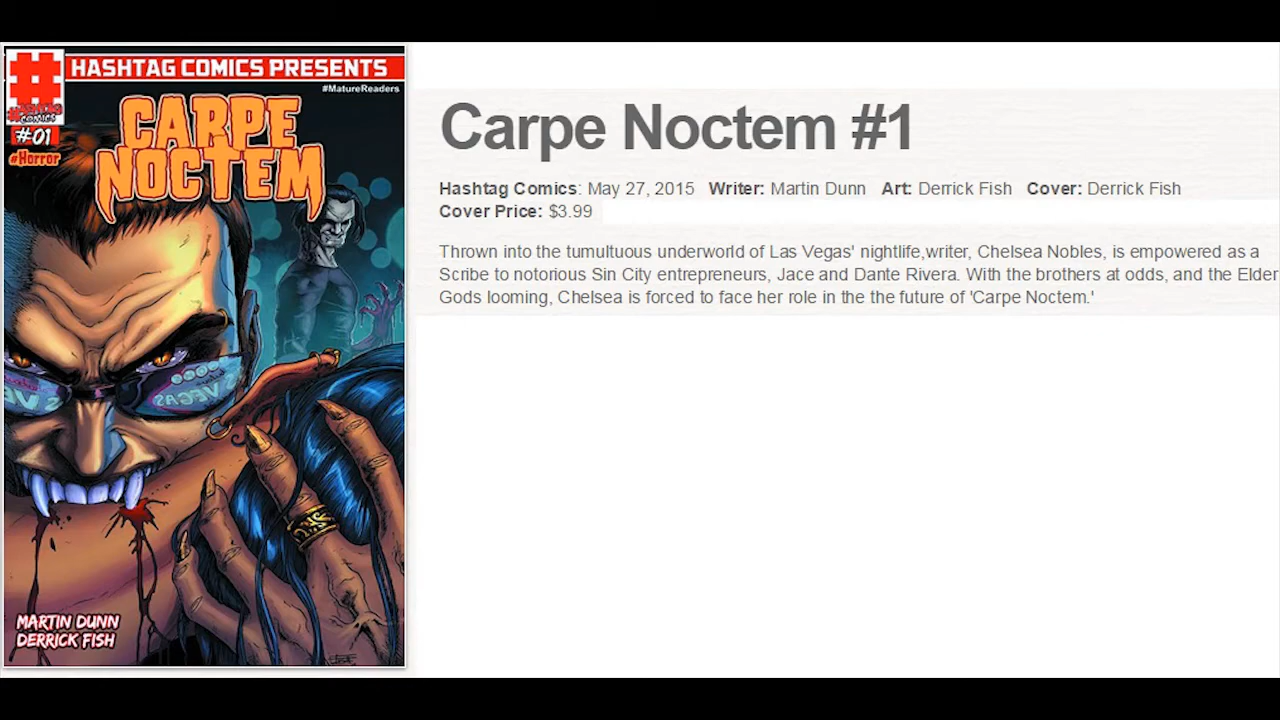 HASHTAG COMICS PRESENTS
#MatureReaders
#HASHTAG
COMICS
#01
#Horror
CARPE
NOCTEM
VEGAS
MARTIN DUNN
DERRICK FISH
Carpe Noctem #1
Hashtag Comics: May 27, 2015 Writer: Martin Dunn Art: Derrick Fish Cover: Derrick Fish
Cover Price: $3.99
Thrown into the tumultuous underworld of Las Vegas' nightlife,writer, Chelsea Nobles, is empowered as a
Scribe to notorious Sin City entrepreneurs, Jace and Dante Rivera. With the brothers at odds, and the Elder
Gods looming, Chelsea is forced to face her role in the the future of 'Carpe Noctem.'